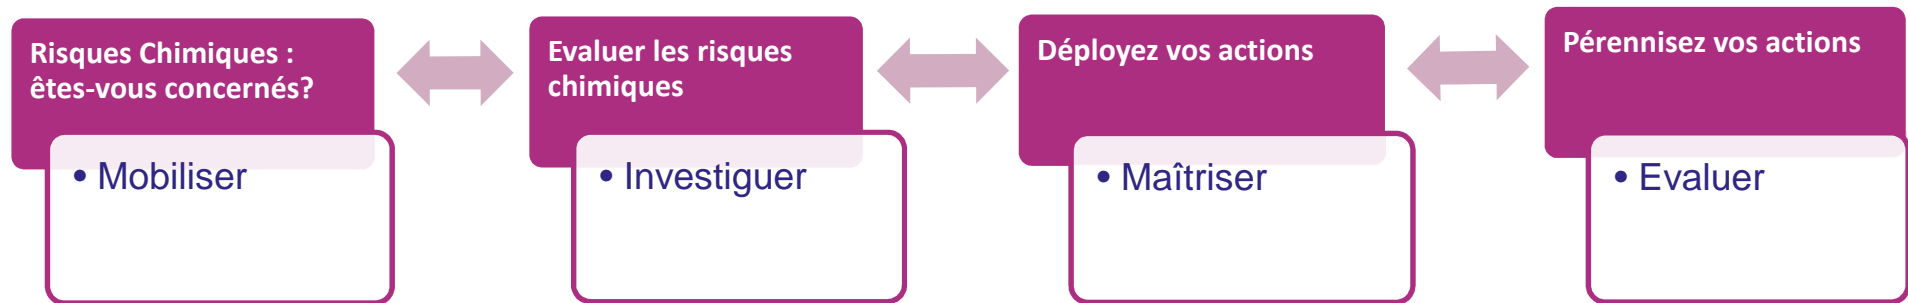 Risques Chimiques :
êtes-vous concernés?
• Mobiliser
Evaluer les risques
chimiques
• Investiguer
Déployez vos actions
• Maîtriser
Pérennisez vos actions
• Evaluer